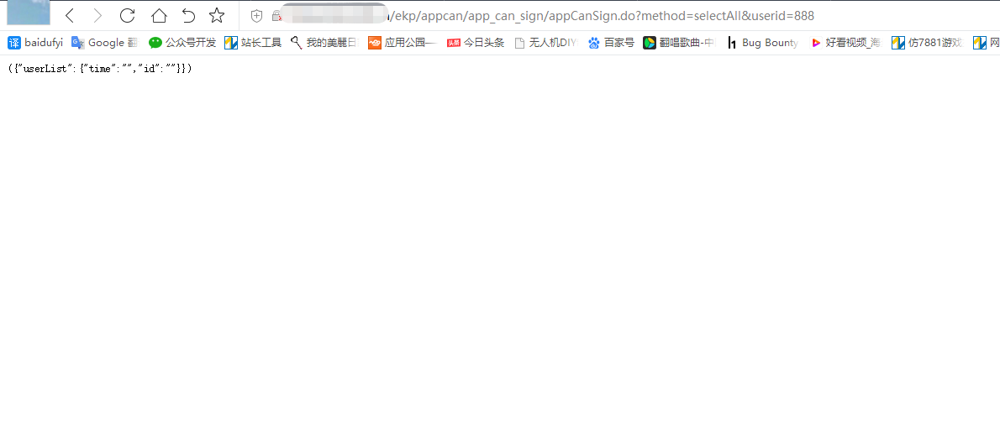 /ekp/appcan/app_can_sign/appCanSign.do?method=selectAll&userid=888
baidufyi Google 翻 公众号开发 站长工具 我的美麗日 应用公园— 今日头条 无人机DIY 百家号 翻唱歌曲-中 Bug Bounty 好看视频_海 仿7881游戏 网
({"userList":{"time":"","id":""}})